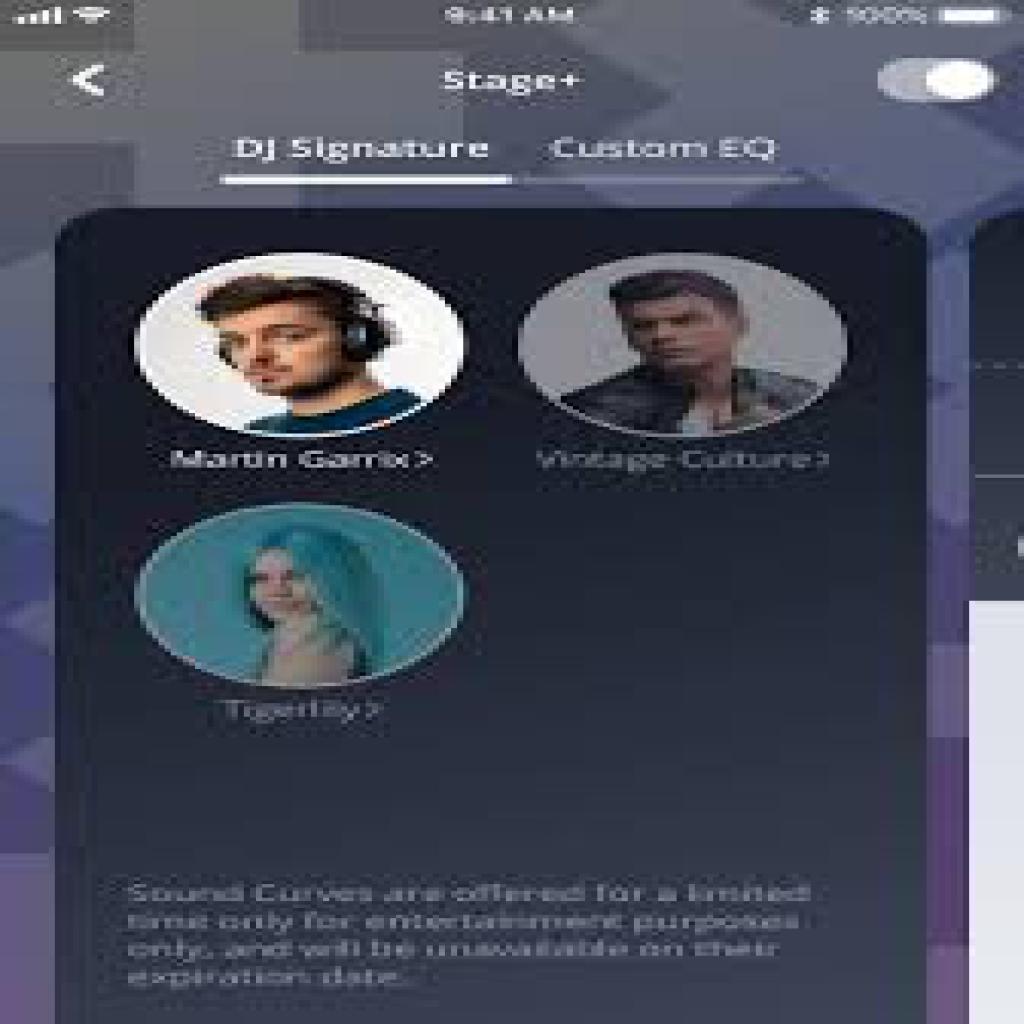 9:41 AM 100%
Stage+
DJ Signature Custom EQ
Martin Garrix> Vintage Culture>
Tigerlily>
Sound Curves are offered for a limited
time only for entertainment purposes
only, and will be unavailable on their
expiration date.